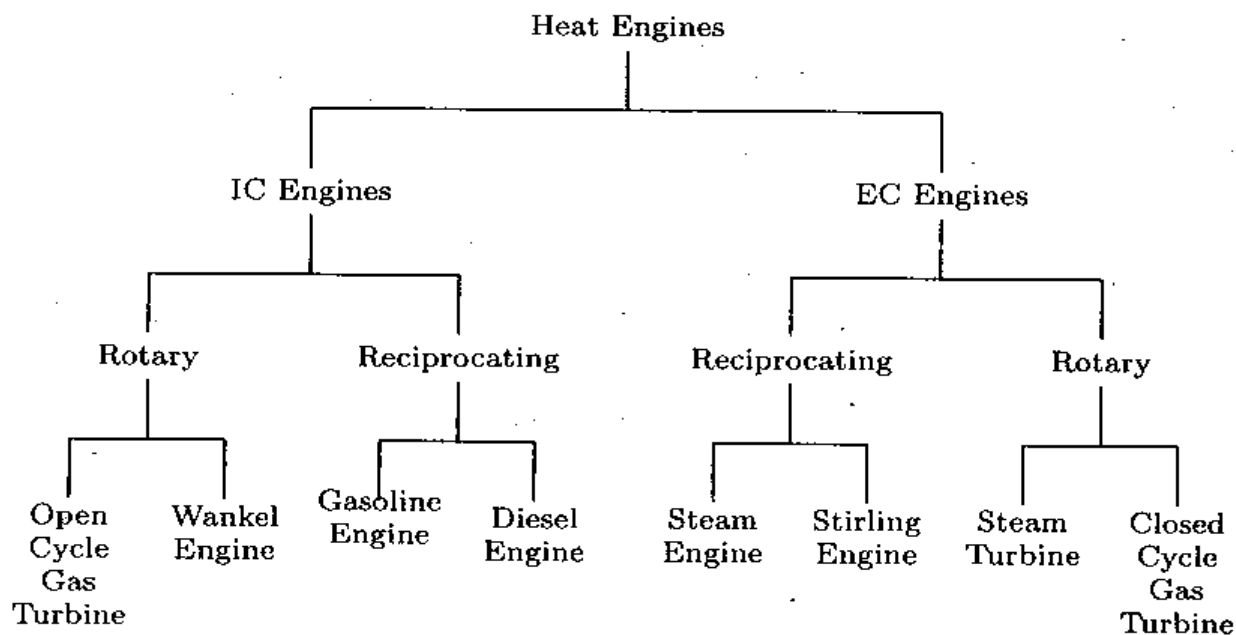 Heat Engines
IC Engines
EC Engines
Rotary
Reciprocating
Reciprocating
Rotary
Open
Cycle
Gas
Turbine
Wankel
Engine
Gasoline
Engine
Diesel
Engine
Steam
Engine
Stirling
Engine
Steam
Turbine
Closed
Cycle
Gas
Turbine